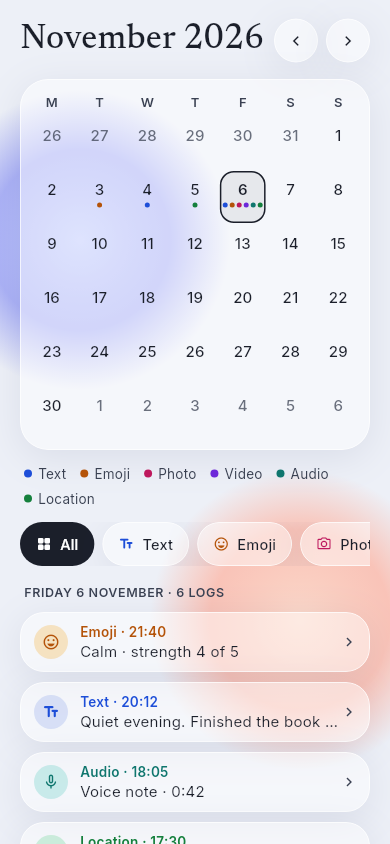 November 2026
M T W T F S S
26 27 28 29 30 31 1
2 3 4 5 6 7 8
9 10 11 12 13 14 15
16 17 18 19 20 21 22
23 24 25 26 27 28 29
30 1 2 3 4 5 6
Text Emoji Photo Video Audio
Location
All Text Emoji Phot
FRIDAY 6 NOVEMBER · 6 LOGS
Emoji · 21:40
Calm · strength 4 of 5
Text · 20:12
Quiet evening. Finished the book ...
Audio · 18:05
Voice note · 0:42
Location · 17:30